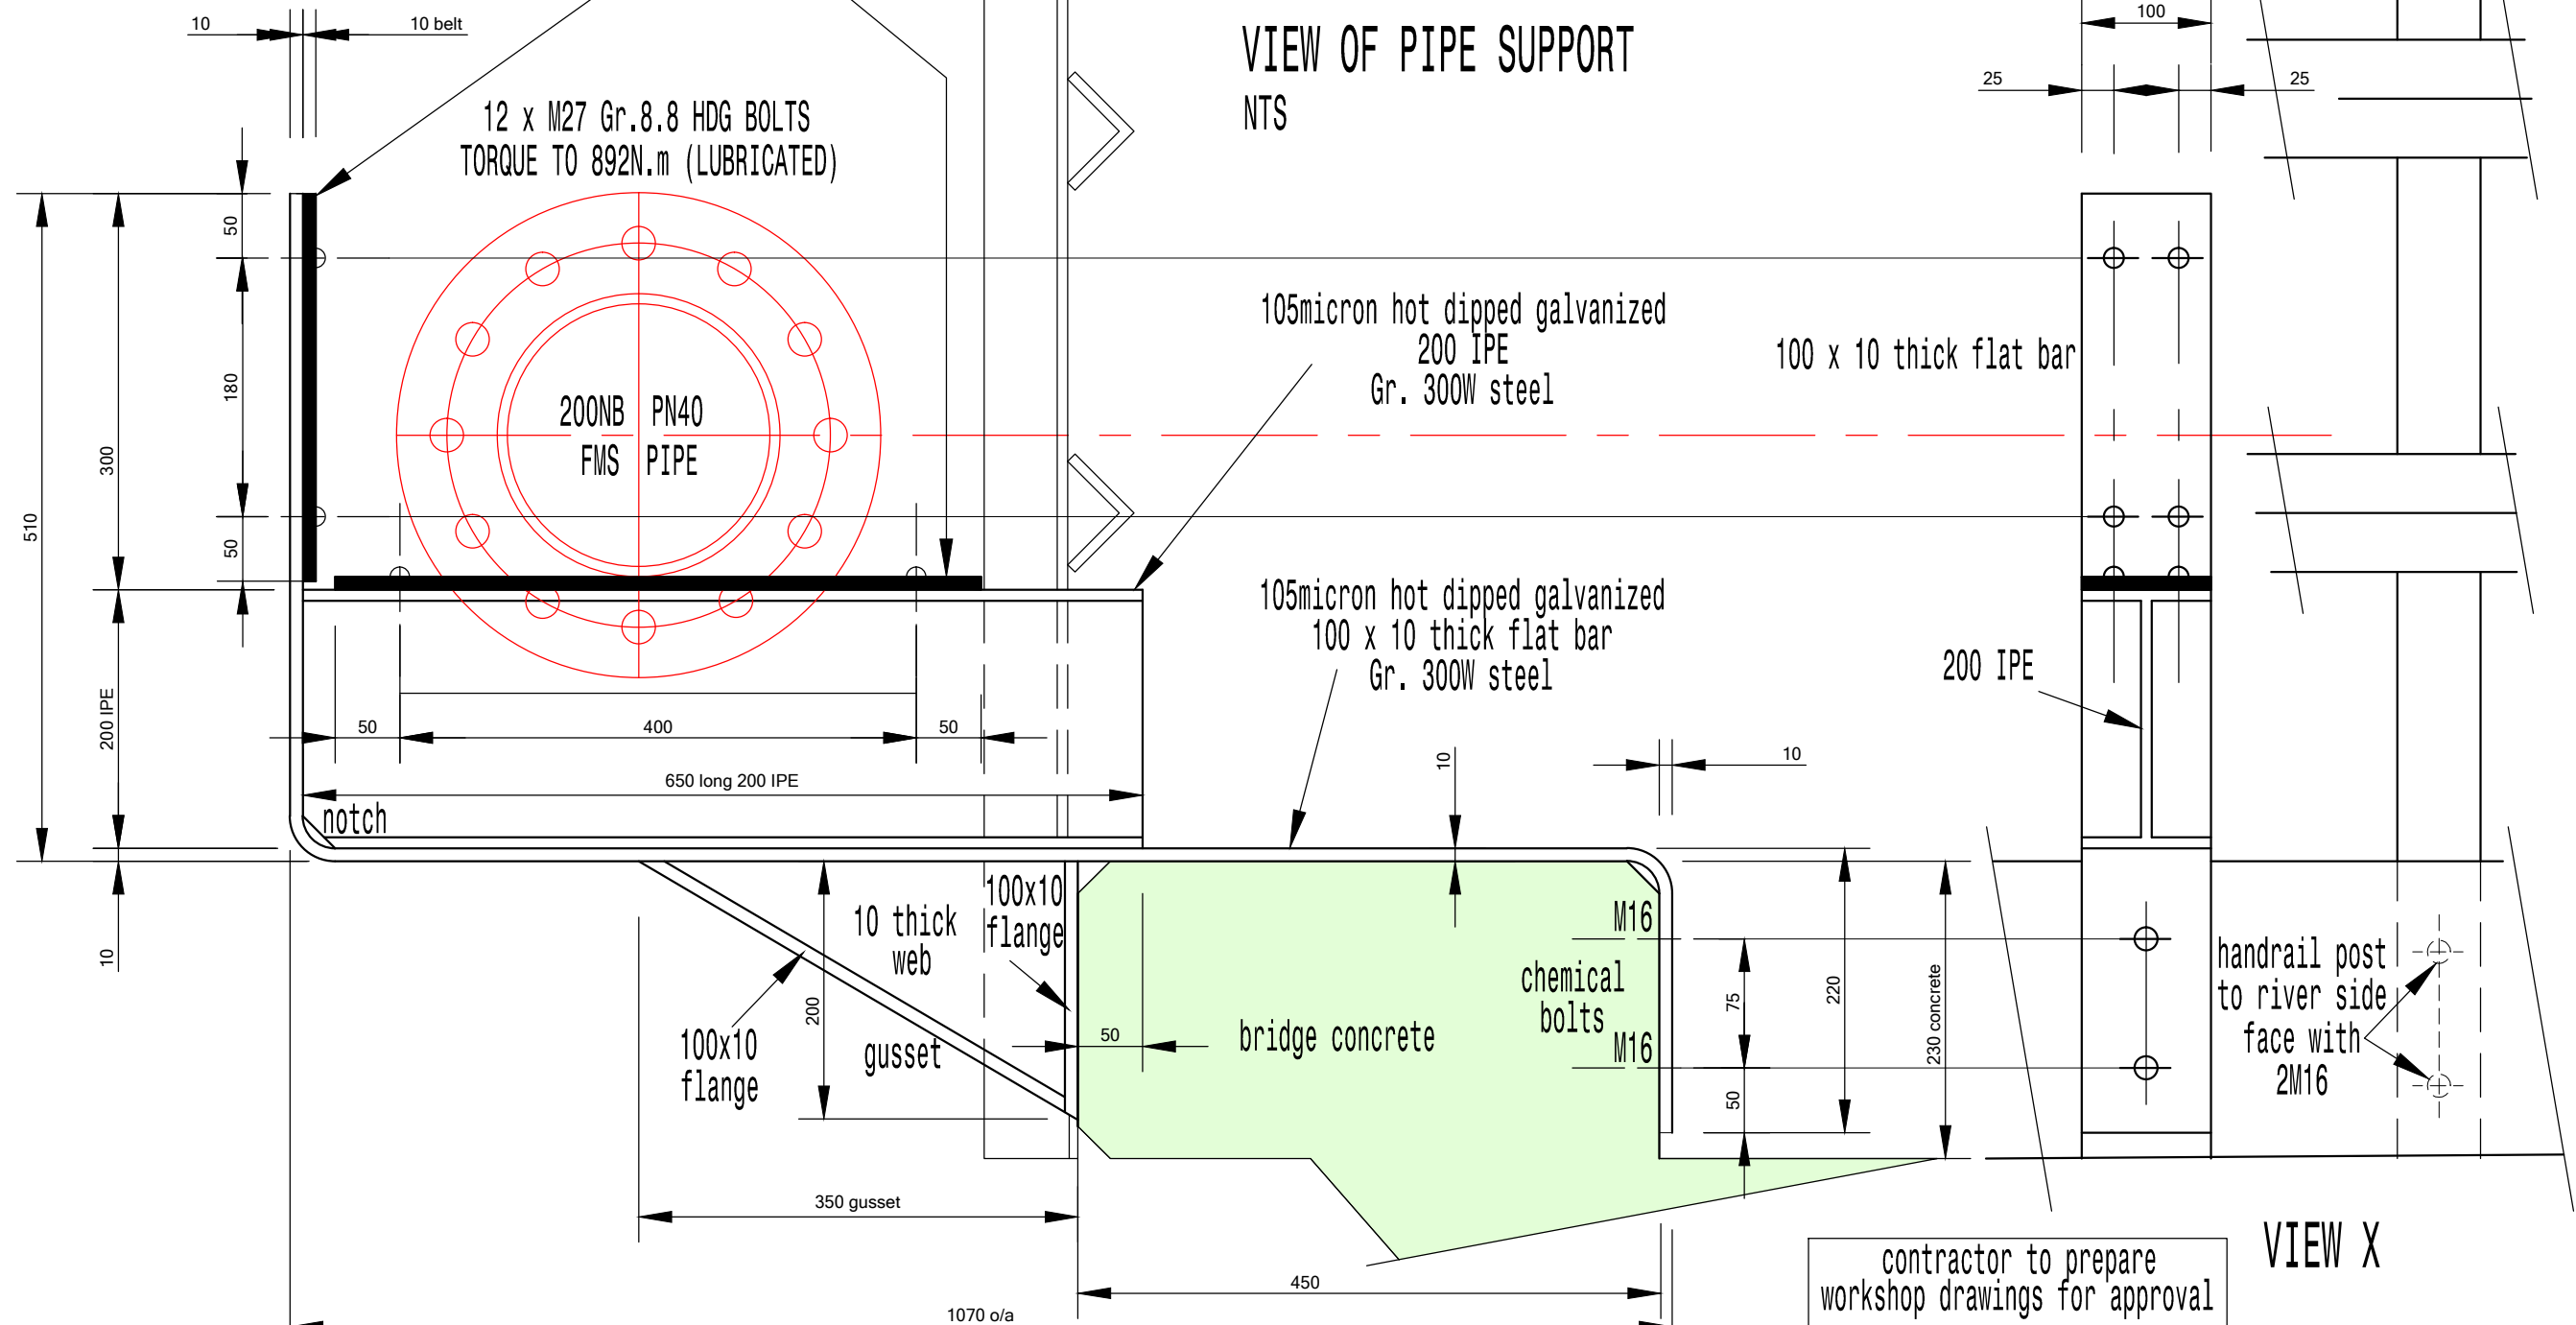 10
10 belt
VIEW OF PIPE SUPPORT
NTS
100
25
25
12 x M27 Gr.8.8 HDG BOLTS
TORQUE TO 892N.m (LUBRICATED)
50
180
50
300
510
200 IPE
10
200NB PN40
FMS PIPE
105micron hot dipped galvanized
200 IPE
Gr. 300W steel
100 x 10 thick flat bar
105micron hot dipped galvanized
100 x 10 thick flat bar
Gr. 300W steel
200 IPE
50
400
50
650 long 200 IPE
notch
10
10
100x10
flange
10 thick
web
200
100x10
flange
gusset
50
bridge concrete
M16
chemical
bolts
M16
75
50
220
230 concrete
handrail post
to river side
face with
2M16
350 gusset
450
1070 o/a
VIEW X
contractor to prepare
workshop drawings for approval